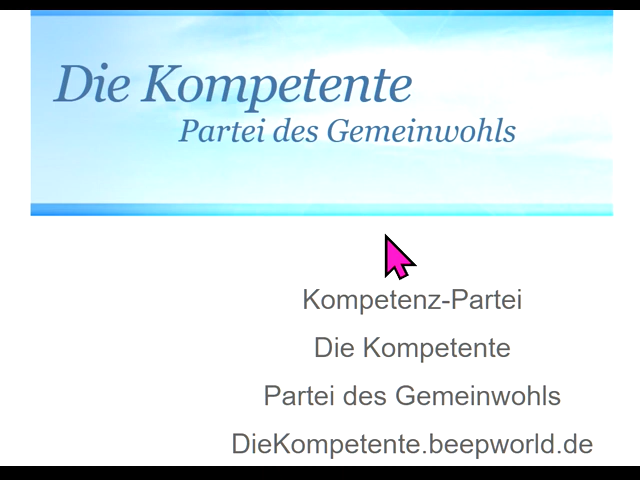 Die Kompetente
Partei des Gemeinwohls
Kompetenz-Partei
Die Kompetente
Partei des Gemeinwohls
DieKompetente.beepworld.de